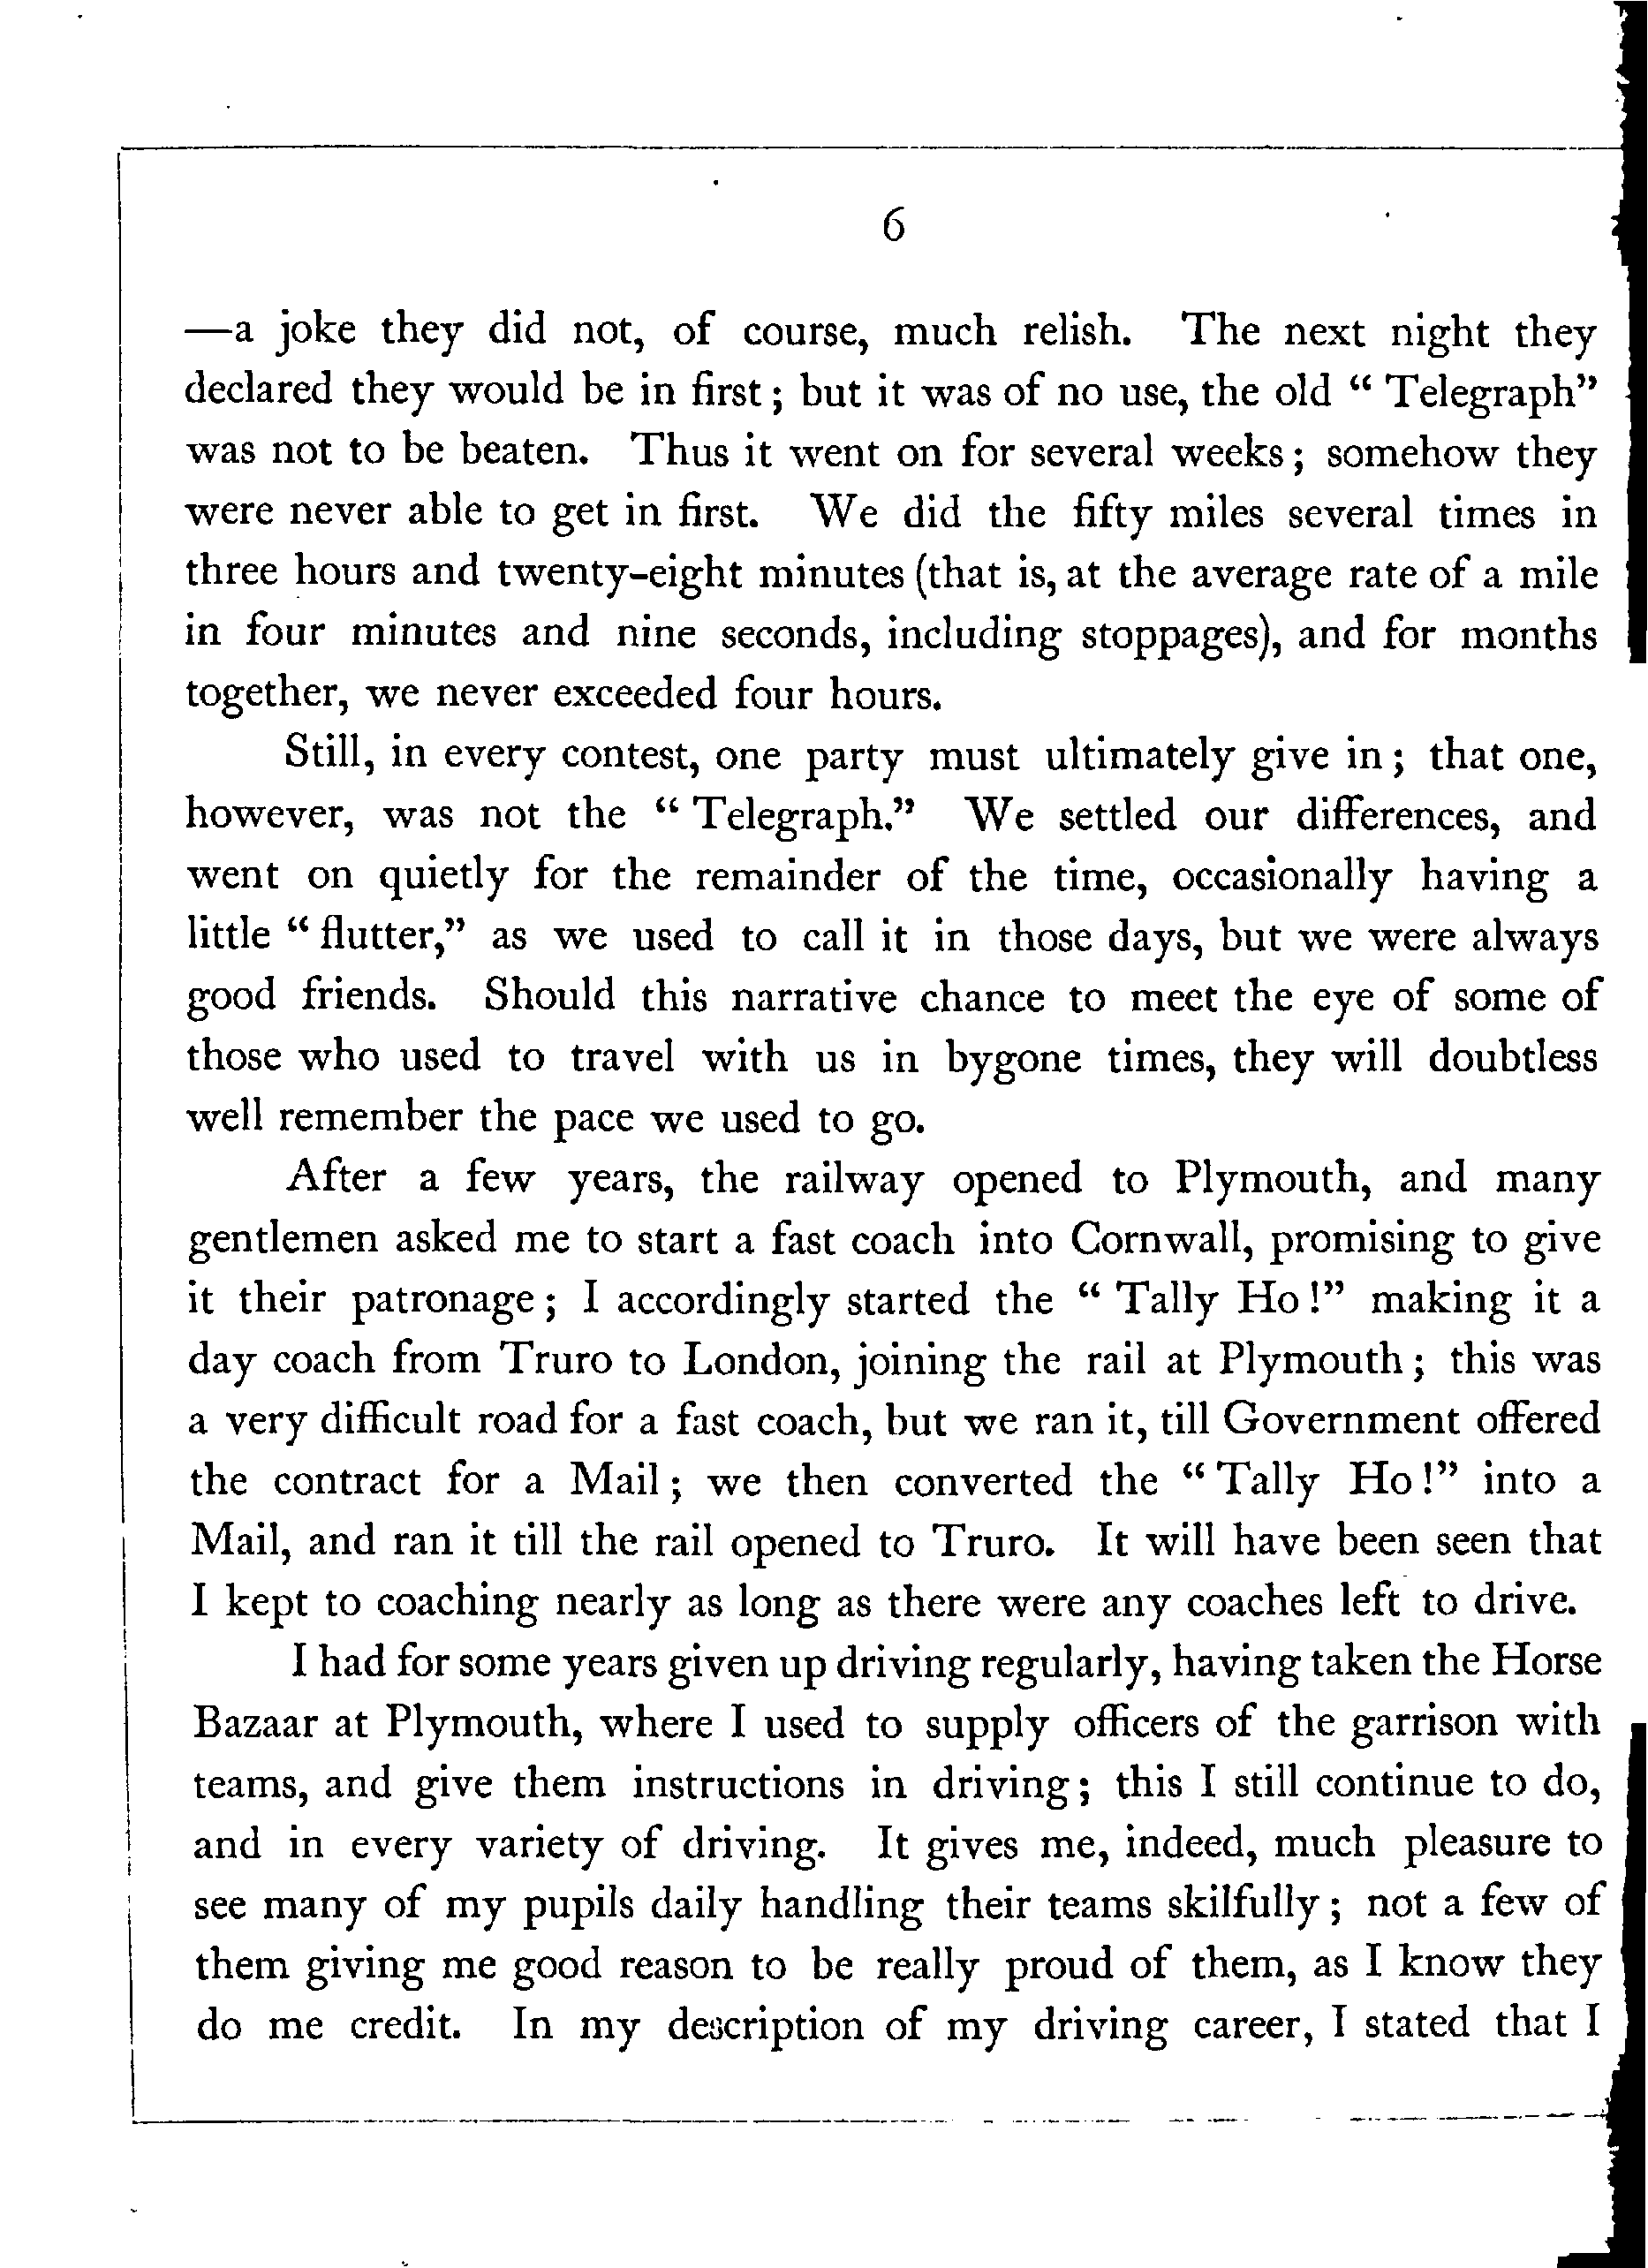 6
—a joke they did not, of course, much relish. The next night they
declared they would be in first ; but it was of no use, the old “ Telegraph”
was not to be beaten. Thus it went on for several weeks ; somehow they
were never able to get in first. We did the fifty miles several times in
three hours and twenty-eight minutes (that is, at the average rate of a mile
in four minutes and nine seconds, including stoppages), and for months
together, we never exceeded four hours.
Still, in every contest, one party must ultimately give in ; that one,
however, was not the “ Telegraph.” We settled our differences, and
went on quietly for the remainder of the time, occasionally having a
little “ flutter,” as we used to call it in those days, but we were always
good friends. Should this narrative chance to meet the eye of some of
those who used to travel with us in bygone times, they will doubtless
well remember the pace we used to go.
After a few years, the railway opened to Plymouth, and many
gentlemen asked me to start a fast coach into Cornwall, promising to give
it their patronage ; I accordingly started the “ Tally Ho !” making it a
day coach from Truro to London, joining the rail at Plymouth ; this was
a very difficult road for a fast coach, but we ran it, till Government offered
the contract for a Mail ; we then converted the “ Tally Ho !” into a
Mail, and ran it till the rail opened to Truro. It will have been seen that
I kept to coaching nearly as long as there were any coaches left to drive.
I had for some years given up driving regularly, having taken the Horse
Bazaar at Plymouth, where I used to supply officers of the garrison with
teams, and give them instructions in driving ; this I still continue to do,
and in every variety of driving. It gives me, indeed, much pleasure to
see many of my pupils daily handling their teams skilfully ; not a few of
them giving me good reason to be really proud of them, as I know they
do me credit. In my description of my driving career, I stated that I